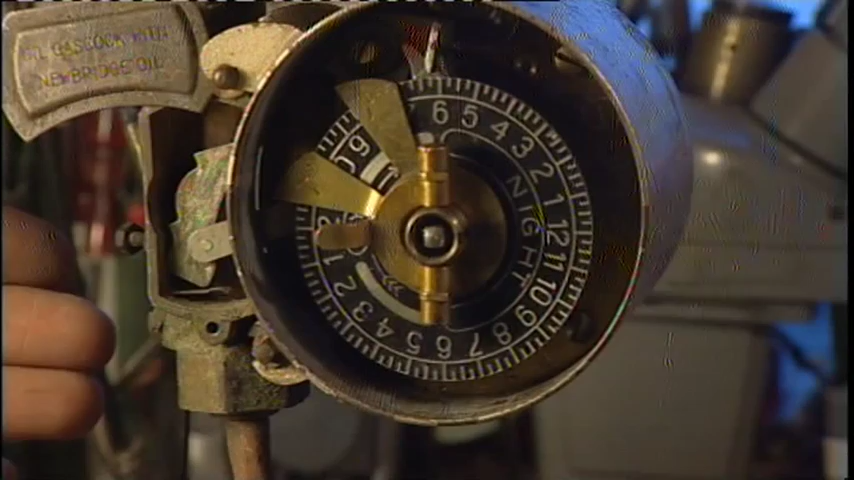 OIL GASCOCK WITH
NEWBRIDGE OIL
6 5 4 3 2 1 12 11 10 9 8 7 6 5 4 3 2 1
NIGHT